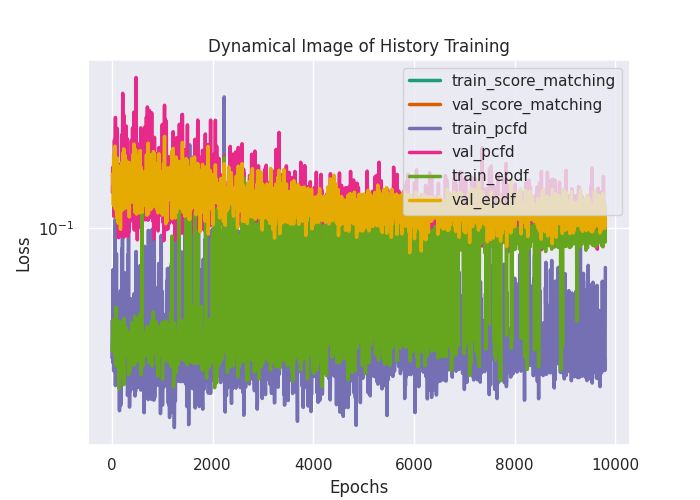 Dynamical Image of History Training
train_score_matching
val_score_matching
train_pcfd
val_pcfd
train_epdf
val_epdf
Loss
10⁻¹
0 2000 4000 6000 8000 10000
Epochs